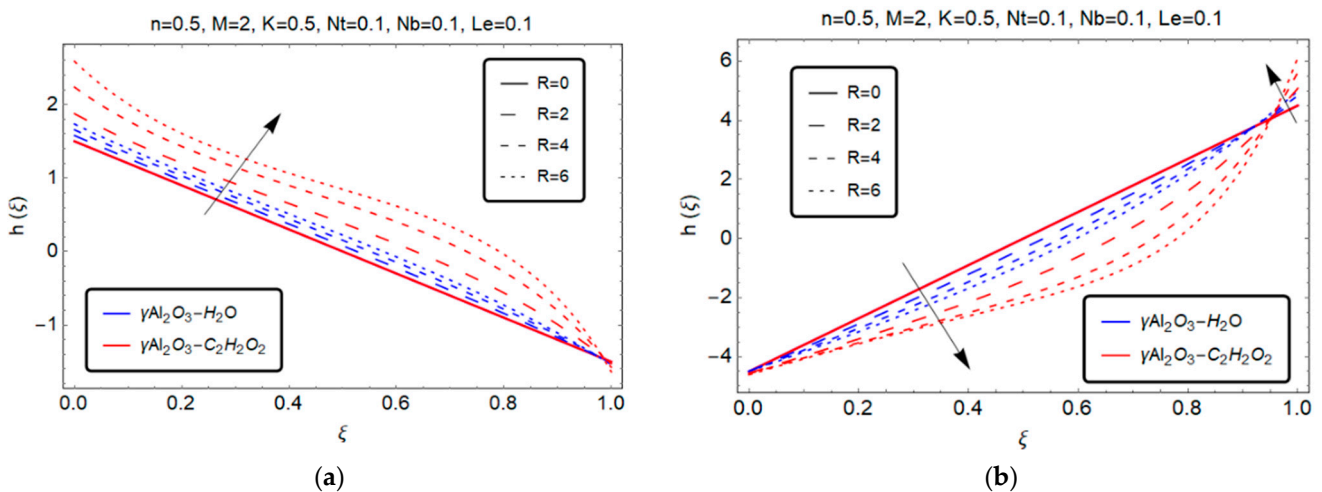 n=0.5, M=2, K=0.5, Nt=0.1, Nb=0.1, Le=0.1
R=0
R=2
R=4
R=6
2
1
0
−1
h (ξ)
γAl₂O₃−H₂O
γAl₂O₃−C₂H₂O₂
0.0 0.2 0.4 0.6 0.8 1.0
ξ
(a)
n=0.5, M=2, K=0.5, Nt=0.1, Nb=0.1, Le=0.1
R=0
R=2
R=4
R=6
6
4
2
0
−2
−4
h (ξ)
γAl₂O₃−H₂O
γAl₂O₃−C₂H₂O₂
0.0 0.2 0.4 0.6 0.8 1.0
ξ
(b)